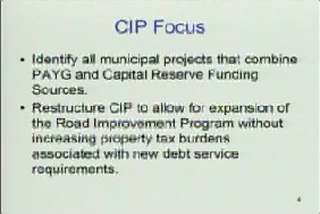 CIP Focus
• Identify all municipal projects that combine
PAYG and Capital Reserve Funding
Sources.
• Restructure CIP to allow for expansion of
the Road Improvement Program without
increasing property tax burdens
associated with new debt service
requirements.
4